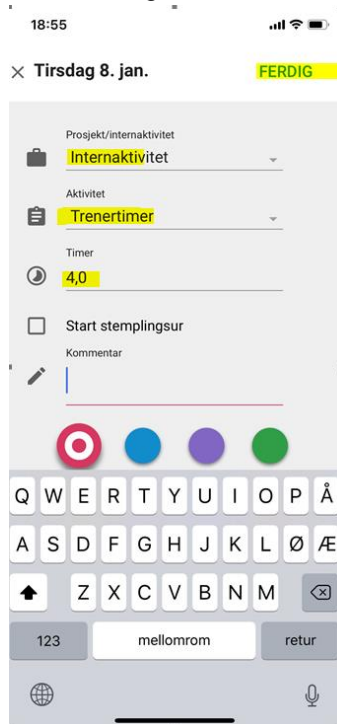 18:55
× Tirsdag 8. jan. FERDIG
Prosjekt/internaktivitet
Internaktivitet
Aktivitet
Trenertimer
Timer
4,0
Start stemplingsur
Kommentar
Q W E R T Y U I O P Å
A S D F G H J K L Ø Æ
Z X C V B N M
123 mellomrom retur